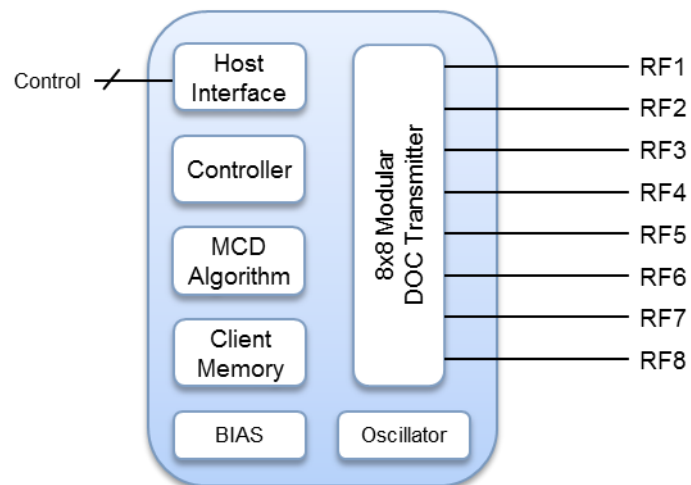 Control
Host
Interface
Controller
MCD
Algorithm
Client
Memory
BIAS
Oscillator
8x8 Modular
DOC Transmitter
RF1
RF2
RF3
RF4
RF5
RF6
RF7
RF8